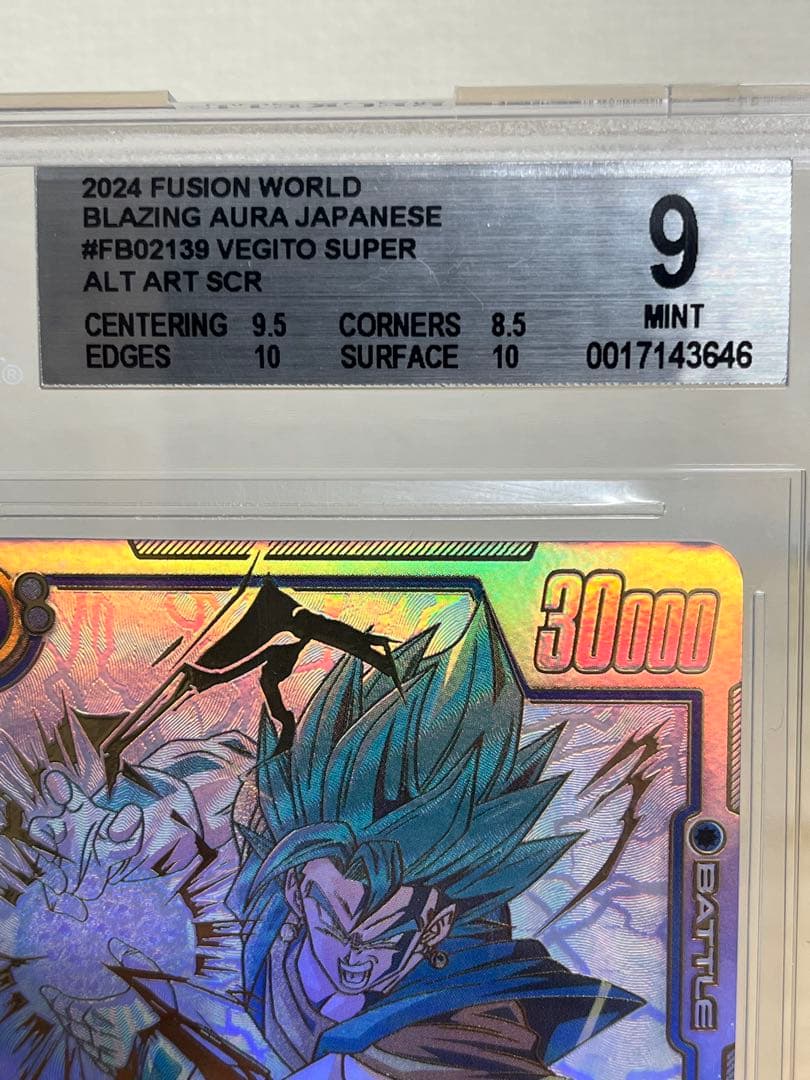 2024 FUSION WORLD
BLAZING AURA JAPANESE
#FB02139 VEGITO SUPER
ALT ART SCR
9
MINT
CENTERING 9.5 CORNERS 8.5
EDGES 10 SURFACE 10
0017143646
®
8
30000
BATTLE